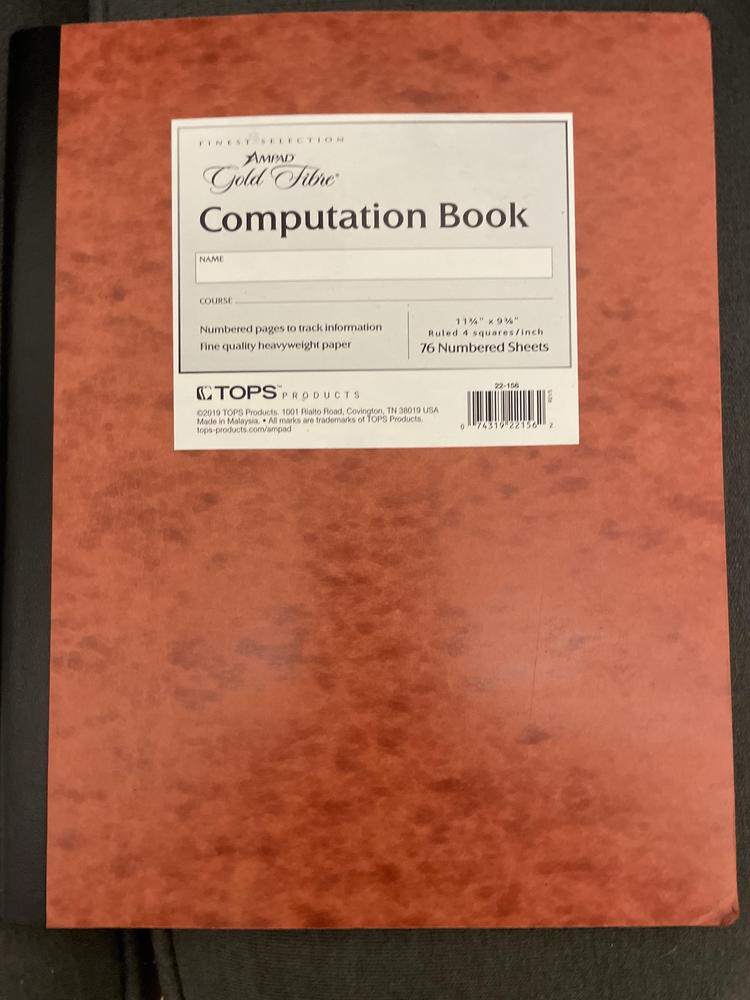 FINEST SELECTION
AMPAD
Gold Fibre®
Computation Book
NAME
COURSE
Numbered pages to track information
Fine quality heavyweight paper
11¾" x 9⅜"
Ruled 4 squares/inch
76 Numbered Sheets
TOPS™ PRODUCTS
©2019 TOPS Products. 1001 Rialto Road, Covington, TN 38019 USA
Made in Malaysia. • All marks are trademarks of TOPS Products.
tops-products.com/ampad
22-156
0 74319 22156 2